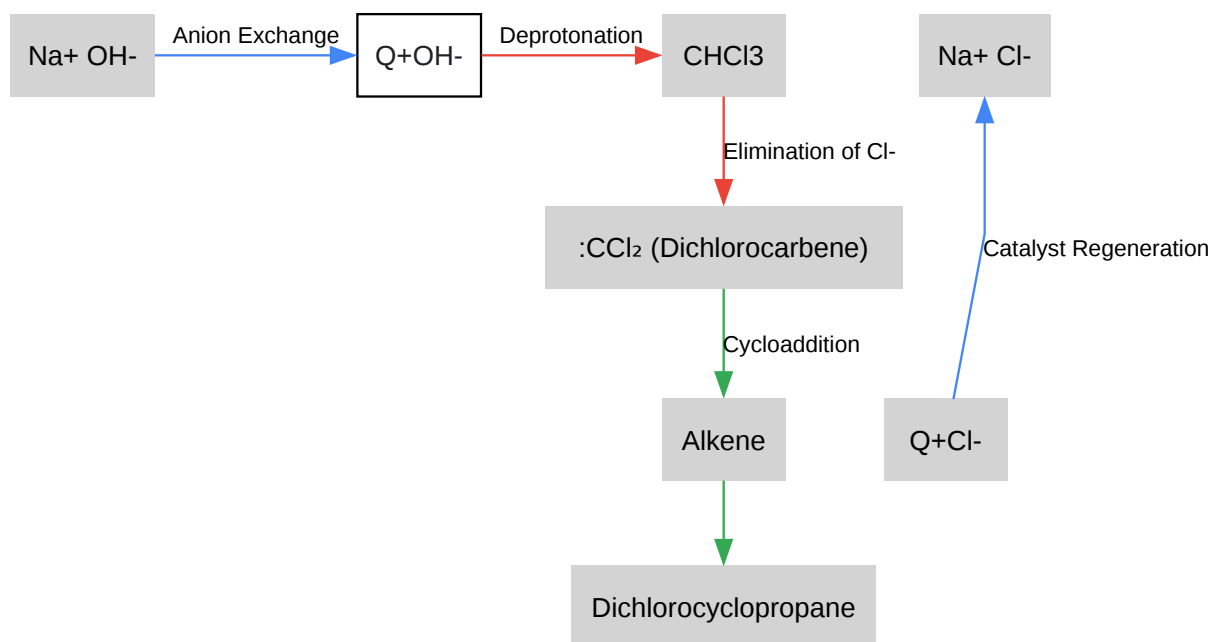 Na+ OH-
Anion Exchange
Q+OH-
Deprotonation
CHCl3
Na+ Cl-
Elimination of Cl-
:CCl₂ (Dichlorocarbene)
Catalyst Regeneration
Cycloaddition
Alkene
Q+Cl-
Dichlorocyclopropane